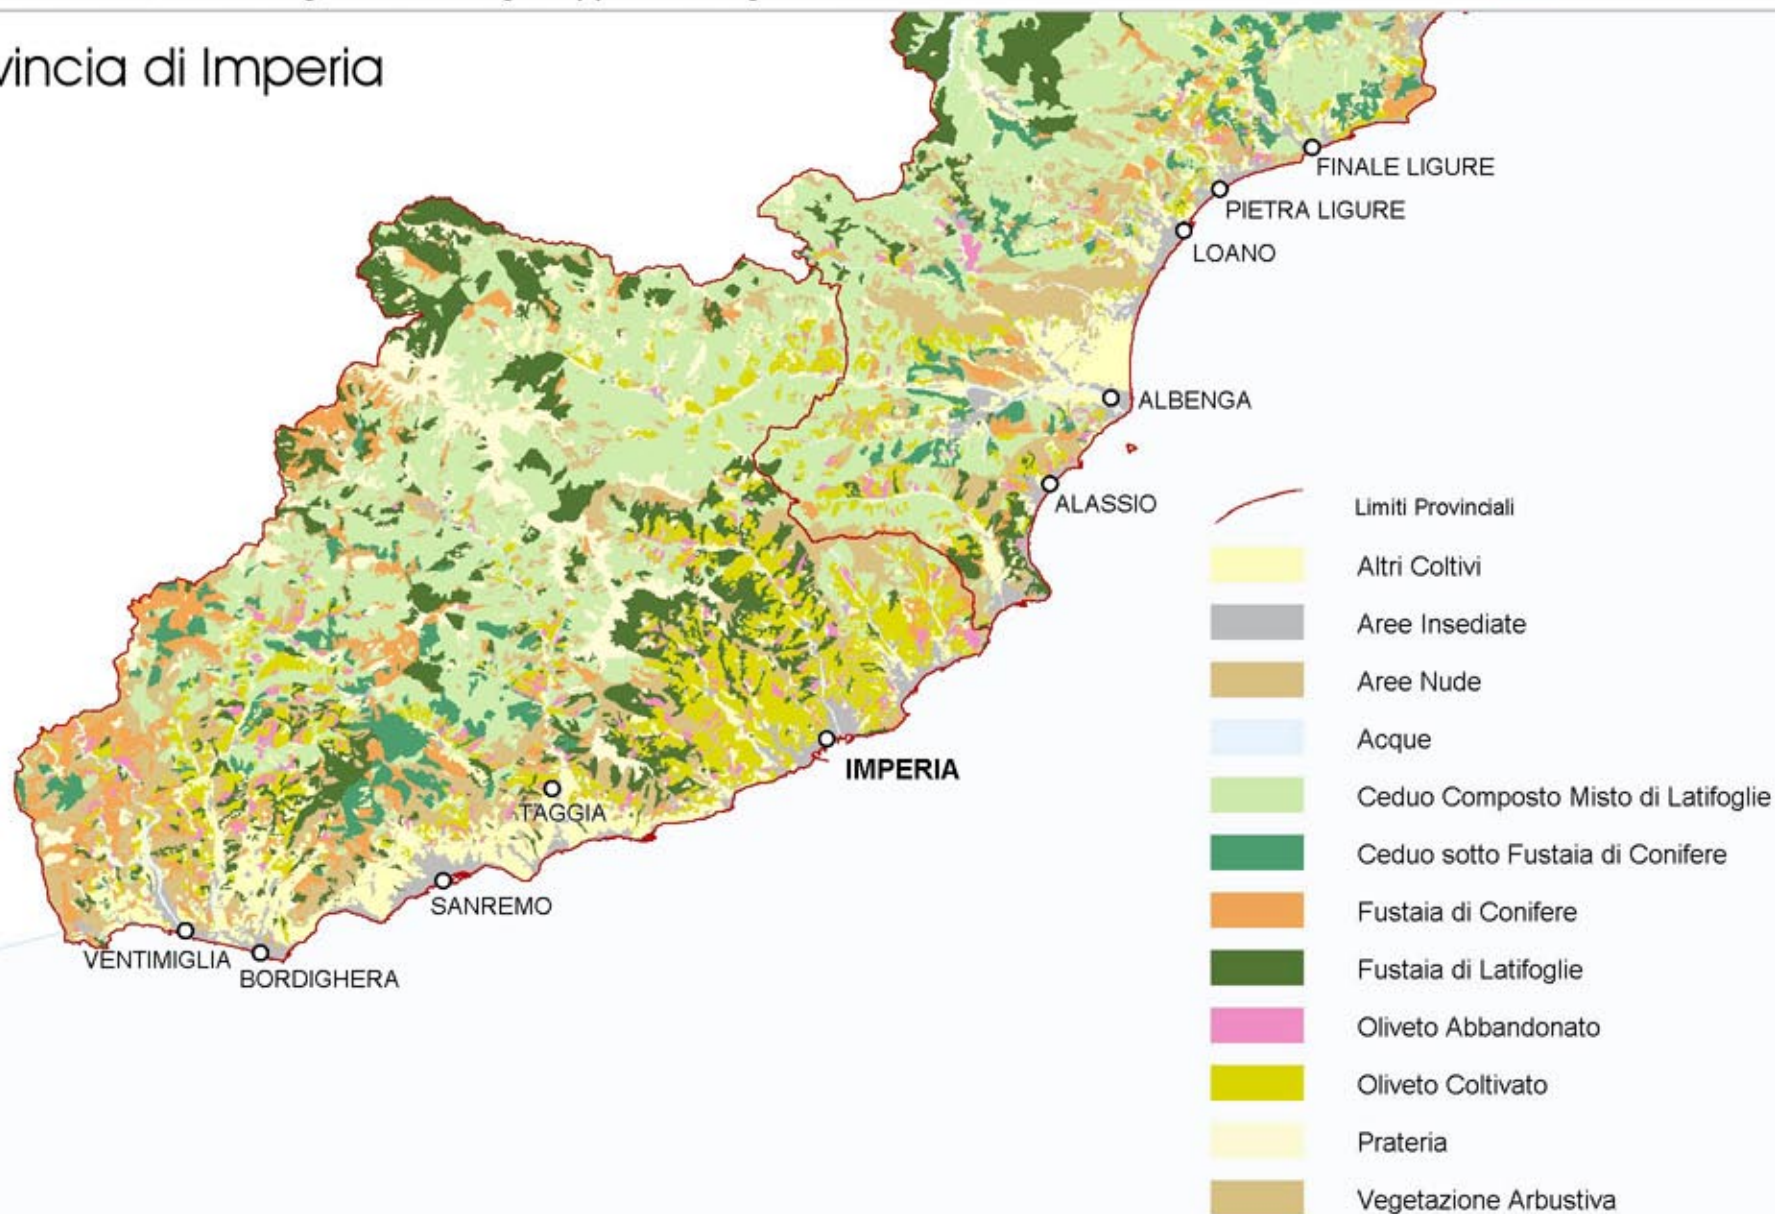 vincia di Imperia
FINALE LIGURE
PIETRA LIGURE
LOANO
ALBENGA
ALASSIO
IMPERIA
TAGGIA
SANREMO
VENTIMIGLIA
BORDIGHERA
Limiti Provinciali
Altri Coltivi
Aree Insediate
Aree Nude
Acque
Ceduo Composto Misto di Latifoglie
Ceduo sotto Fustaia di Conifere
Fustaia di Conifere
Fustaia di Latifoglie
Oliveto Abbandonato
Oliveto Coltivato
Prateria
Vegetazione Arbustiva